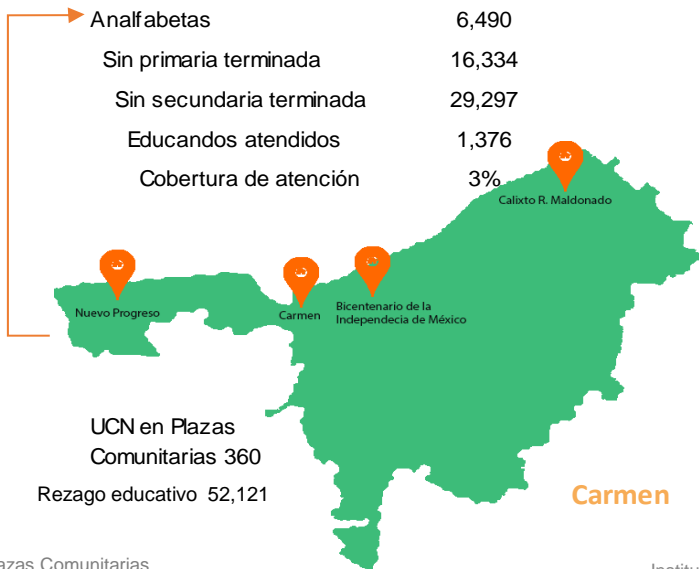 Analfabetas 6,490
Sin primaria terminada 16,334
Sin secundaria terminada 29,297
Educandos atendidos 1,376
Cobertura de atención 3%
Calixto R. Maldonado
Nuevo Progreso
Carmen
Bicentenario de la
Independecia de México
UCN en Plazas
Comunitarias 360
Rezago educativo 52,121
Carmen
Comunitarias